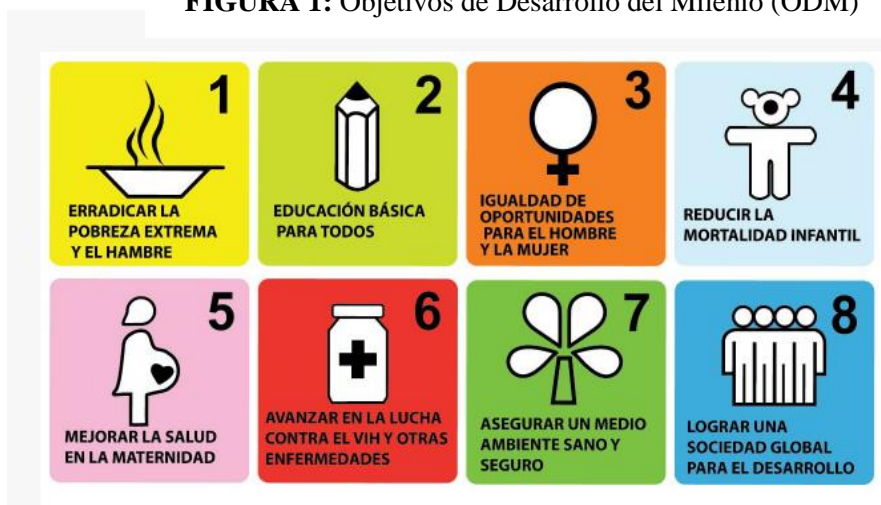 FIGURA 1: Objetivos de Desarrollo del Milenio (ODM)
1
ERRADICAR LA
POBREZA EXTREMA
Y EL HAMBRE
2
EDUCACIÓN BÁSICA
PARA TODOS
3
IGUALDAD DE
OPORTUNIDADES
PARA EL HOMBRE
Y LA MUJER
4
REDUCIR LA
MORTALIDAD INFANTIL
5
MEJORAR LA SALUD
EN LA MATERNIDAD
6
AVANZAR EN LA LUCHA
CONTRA EL VIH Y OTRAS
ENFERMEDADES
7
ASEGURAR UN MEDIO
AMBIENTE SANO Y
SEGURO
8
LOGRAR UNA
SOCIEDAD GLOBAL
PARA EL DESARROLLO